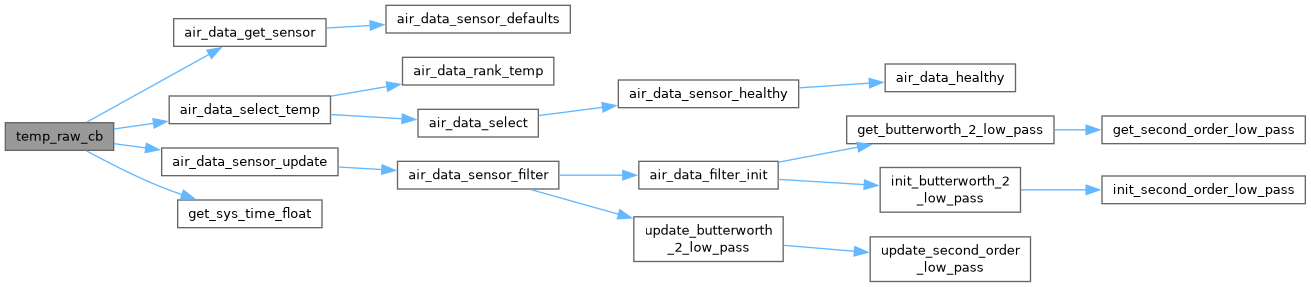 temp_raw_cb
air_data_get_sensor
air_data_sensor_defaults
air_data_select_temp
air_data_rank_temp
air_data_select
air_data_sensor_healthy
air_data_healthy
air_data_sensor_update
air_data_sensor_filter
air_data_filter_init
get_butterworth_2_low_pass
get_second_order_low_pass
init_butterworth_2
_low_pass
init_second_order_low_pass
update_butterworth
_2_low_pass
update_second_order
_low_pass
get_sys_time_float